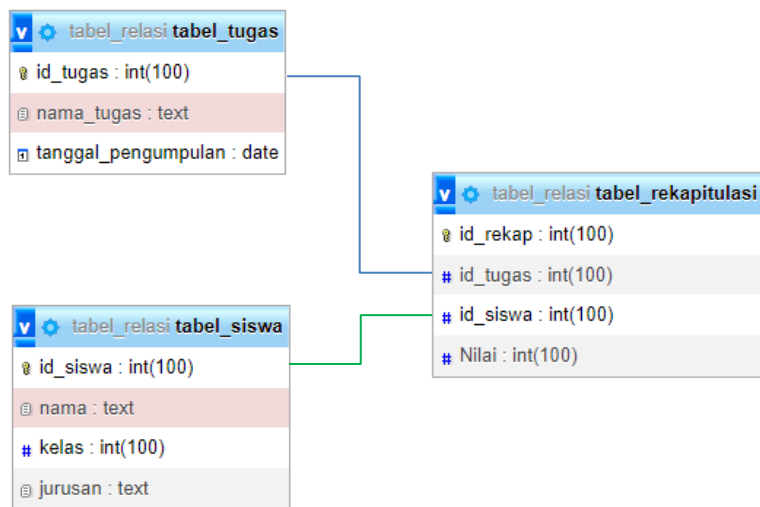 v tabel_relasi tabel_tugas
id_tugas : int(100)
nama_tugas : text
tanggal_pengumpulan : date
v tabel_relasi tabel_rekapitulasi
id_rekap : int(100)
# id_tugas : int(100)
# id_siswa : int(100)
# Nilai : int(100)
v tabel_relasi tabel_siswa
id_siswa : int(100)
nama : text
# kelas : int(100)
jurusan : text